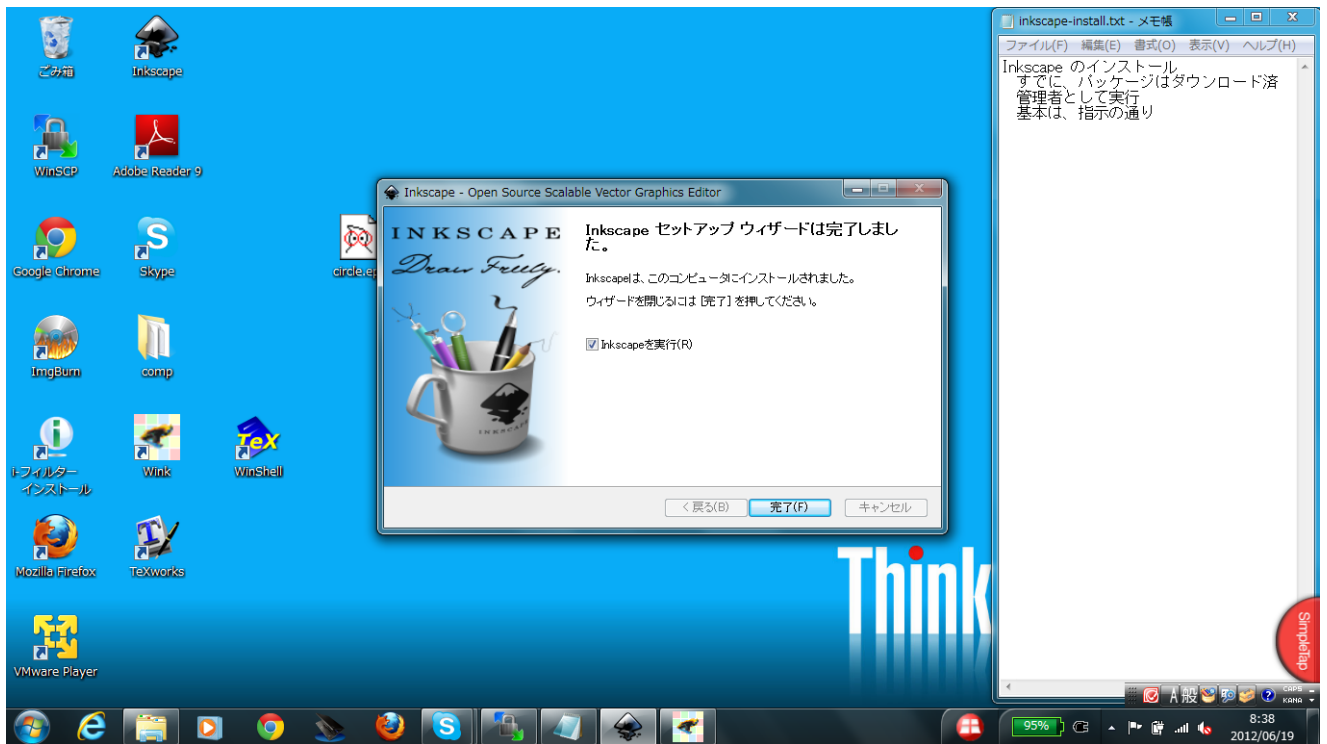 ごみ箱
Inkscape
WinSCP
Adobe Reader 9
Google Chrome
Skype
circle.ep
ImgBurn
comp
i-フィルター
インストール
Wink
TeX
WinShell
Mozilla Firefox
TeXworks
VMware Player
Inkscape - Open Source Scalable Vector Graphics Editor
INKSCAPE
Draw Freely.
INKSCAPE
Inkscape セットアップ ウィザードは完了しまし
た。
Inkscapeは、このコンピュータにインストールされました。
ウィザードを閉じるには [完了] を押してください。
Inkscapeを実行(R)
< 戻る(B)
完了(F)
キャンセル
Think
inkscape-install.txt - メモ帳
ファイル(F) 編集(E) 書式(O) 表示(V) ヘルプ(H)
Inkscape のインストール
すでに、パッケージはダウンロード済
管理者として実行
基本は、指示の通り
SimpleTap
A 般
CAPS
KANA
95%
8:38
2012/06/19